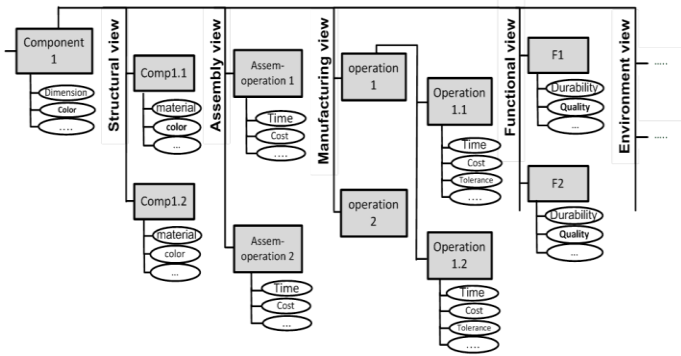 Component
1
Dimension
Color
....
Structural view
Comp1.1
material
color
...
Comp1.2
material
color
...
Assembly view
Assem-
operation 1
Time
Cost
....
Assem-
operation 2
Time
Cost
...
Manufacturing view
operation
1
operation
2
Operation
1.1
Time
Cost
Tolerance
....
Operation
1.2
Time
Cost
Tolerance
....
Functional view
F1
Durability
Quality
...
F2
Durability
Quality
...
Environment view
.....
.....